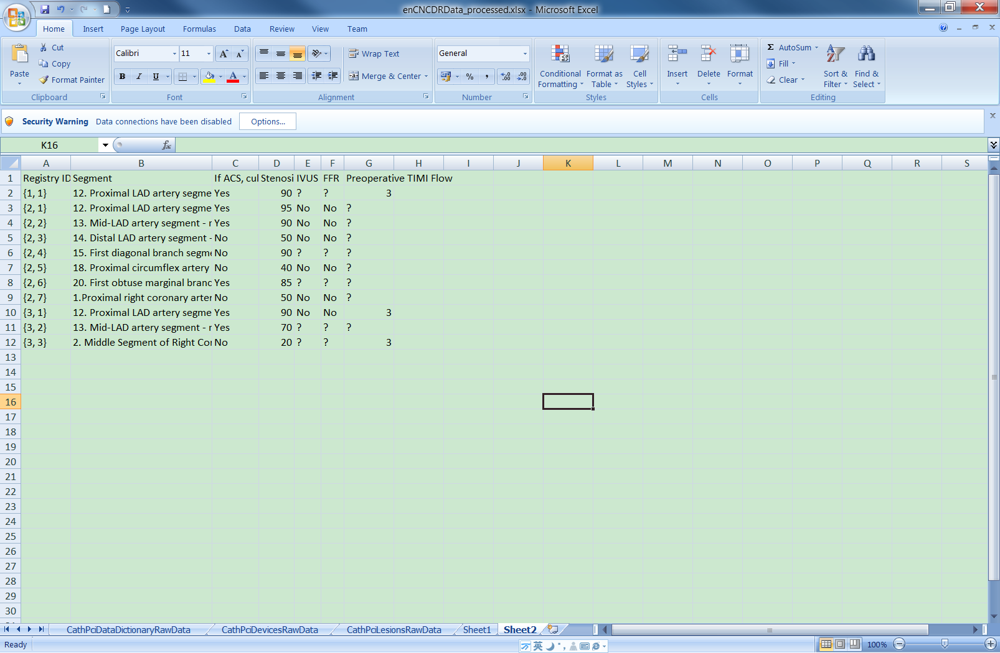 enCNCDRData_processed.xlsx - Microsoft Excel
Home Insert Page Layout Formulas Data Review View Team
Paste Cut Copy Format Painter Clipboard
Calibri 11 A A B I U A Font
Wrap Text Merge & Center Alignment
General % , .00 .0 Number
Conditional Formatting Format as Table Cell Styles Styles
Insert Delete Format Cells
Σ AutoSum Fill Clear Sort & Filter Find & Select Editing
Security Warning Data connections have been disabled Options...
K16 fx
A B C D E F G H I J K L M N O P Q R S
1 Registry ID Segment If ACS, cul Stenosi IVUS FFR Preoperative TIMI Flow
2 {1, 1} 12. Proximal LAD artery segme Yes 90 ? ? 3
3 {2, 1} 12. Proximal LAD artery segme Yes 95 No No ?
4 {2, 2} 13. Mid-LAD artery segment - r Yes 90 No No ?
5 {2, 3} 14. Distal LAD artery segment - No 50 No No ?
6 {2, 4} 15. First diagonal branch segme No 90 ? ? ?
7 {2, 5} 18. Proximal circumflex artery No 40 No No ?
8 {2, 6} 20. First obtuse marginal branc Yes 85 ? ? ?
9 {2, 7} 1.Proximal right coronary arter No 50 No No ?
10 {3, 1} 12. Proximal LAD artery segme Yes 90 No No 3
11 {3, 2} 13. Mid-LAD artery segment - r Yes 70 ? ? ?
12 {3, 3} 2. Middle Segment of Right Cor No 20 ? ? 3
13
14
15
16
17
18
19
20
21
22
23
24
25
26
27
28
29
30
CathPciDataDictionaryRawData CathPciDevicesRawData CathPciLesionsRawData Sheet1 Sheet2
Ready 英 100%